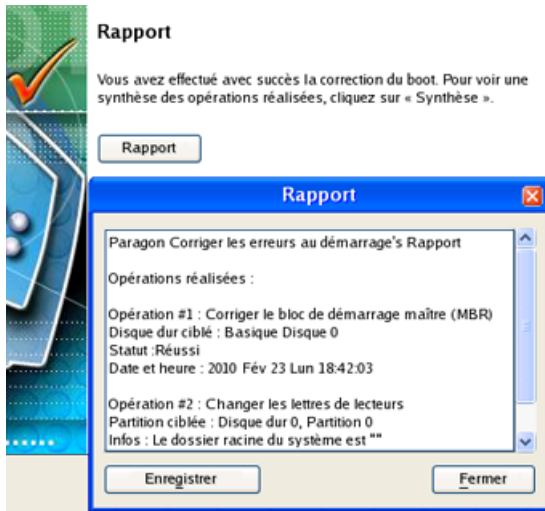 Rapport
Vous avez effectué avec succès la correction du boot. Pour voir une
synthèse des opérations réalisées, cliquez sur « Synthèse ».
Rapport
Rapport
Paragon Corriger les erreurs au démarrage's Rapport
Opérations réalisées :
Opération #1 : Corriger le bloc de démarrage maître (MBR)
Disque dur ciblé : Basique Disque 0
Statut :Réussi
Date et heure : 2010 Fév 23 Lun 18:42:03
Opération #2 : Changer les lettres de lecteurs
Partition ciblée : Disque dur 0, Partition 0
Infos : Le dossier racine du système est ""
Enregistrer
Fermer